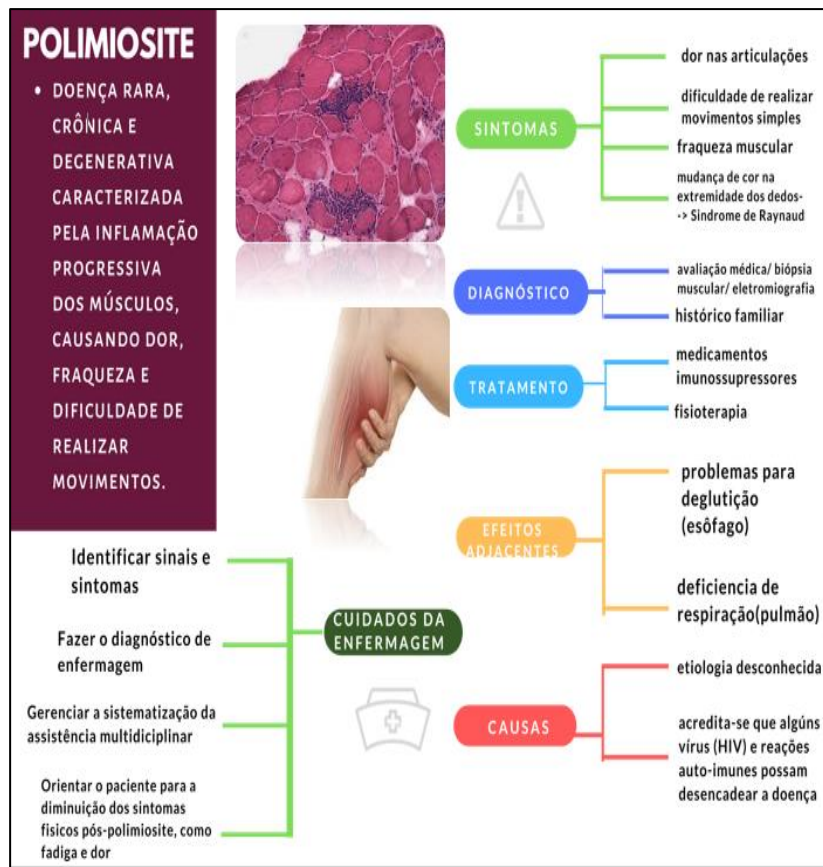 POLIMIOSITE
• DOENÇA RARA,
CRÔNICA E
DEGENERATIVA
CARACTERIZADA
PELA INFLAMAÇÃO
PROGRESSIVA
DOS MÚSCULOS,
CAUSANDO DOR,
FRAQUEZA E
DIFICULDADE DE
REALIZAR
MOVIMENTOS.
SINTOMAS
dor nas articulações
dificuldade de realizar
movimentos simples
fraqueza muscular
mudança de cor na
extremidade dos dedos-
-> Sindrome de Raynaud
DIAGNÓSTICO
avaliação médica/ biópsia
muscular/ eletromiografia
histórico familiar
TRATAMENTO
medicamentos
imunossupressores
fisioterapia
EFEITOS
ADJACENTES
problemas para
deglutição
(esôfago)
deficiencia de
respiração(pulmão)
CUIDADOS DA
ENFERMAGEM
Identificar sinais e
sintomas
Fazer o diagnóstico de
enfermagem
Gerenciar a sistematização da
assistência multidiciplinar
Orientar o paciente para a
diminuição dos sintomas
físicos pós-polimiosite, como
fadiga e dor
CAUSAS
etiologia desconhecida
acredita-se que algúns
vírus (HIV) e reações
auto-imunes possam
desencadear a doença